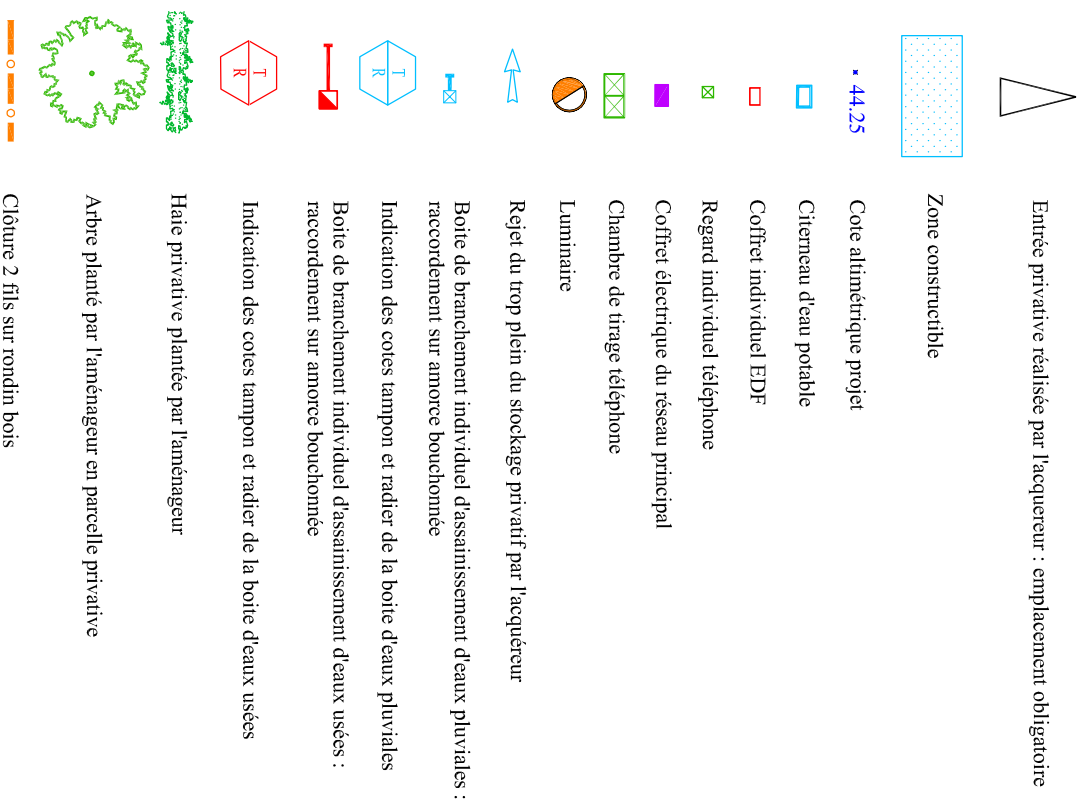 Entrée privative réalisée par l'acquereur : emplacement obligatoire
Zone constructible
44.25
Cote altimétrique projet
Citerneau d'eau potable
Coffret individuel EDF
Regard individuel téléphone
Coffret électrique du réseau principal
Chambre de tirage téléphone
Luminaire
Rejet du trop plein du stockage privatif par l'acquéreur
Boite de branchement individuel d'assainissement d'eaux pluviales :
raccordement sur amorce bouchonnée
T
R
Indication des cotes tampon et radier de la boite d'eaux pluviales
Boite de branchement individuel d'assainissement d'eaux usées :
raccordement sur amorce bouchonnée
T
R
Indication des cotes tampon et radier de la boite d'eaux usées
Haie privative plantée par l'aménageur
Arbre planté par l'aménageur en parcelle privative
Clôture 2 fils sur rondin bois